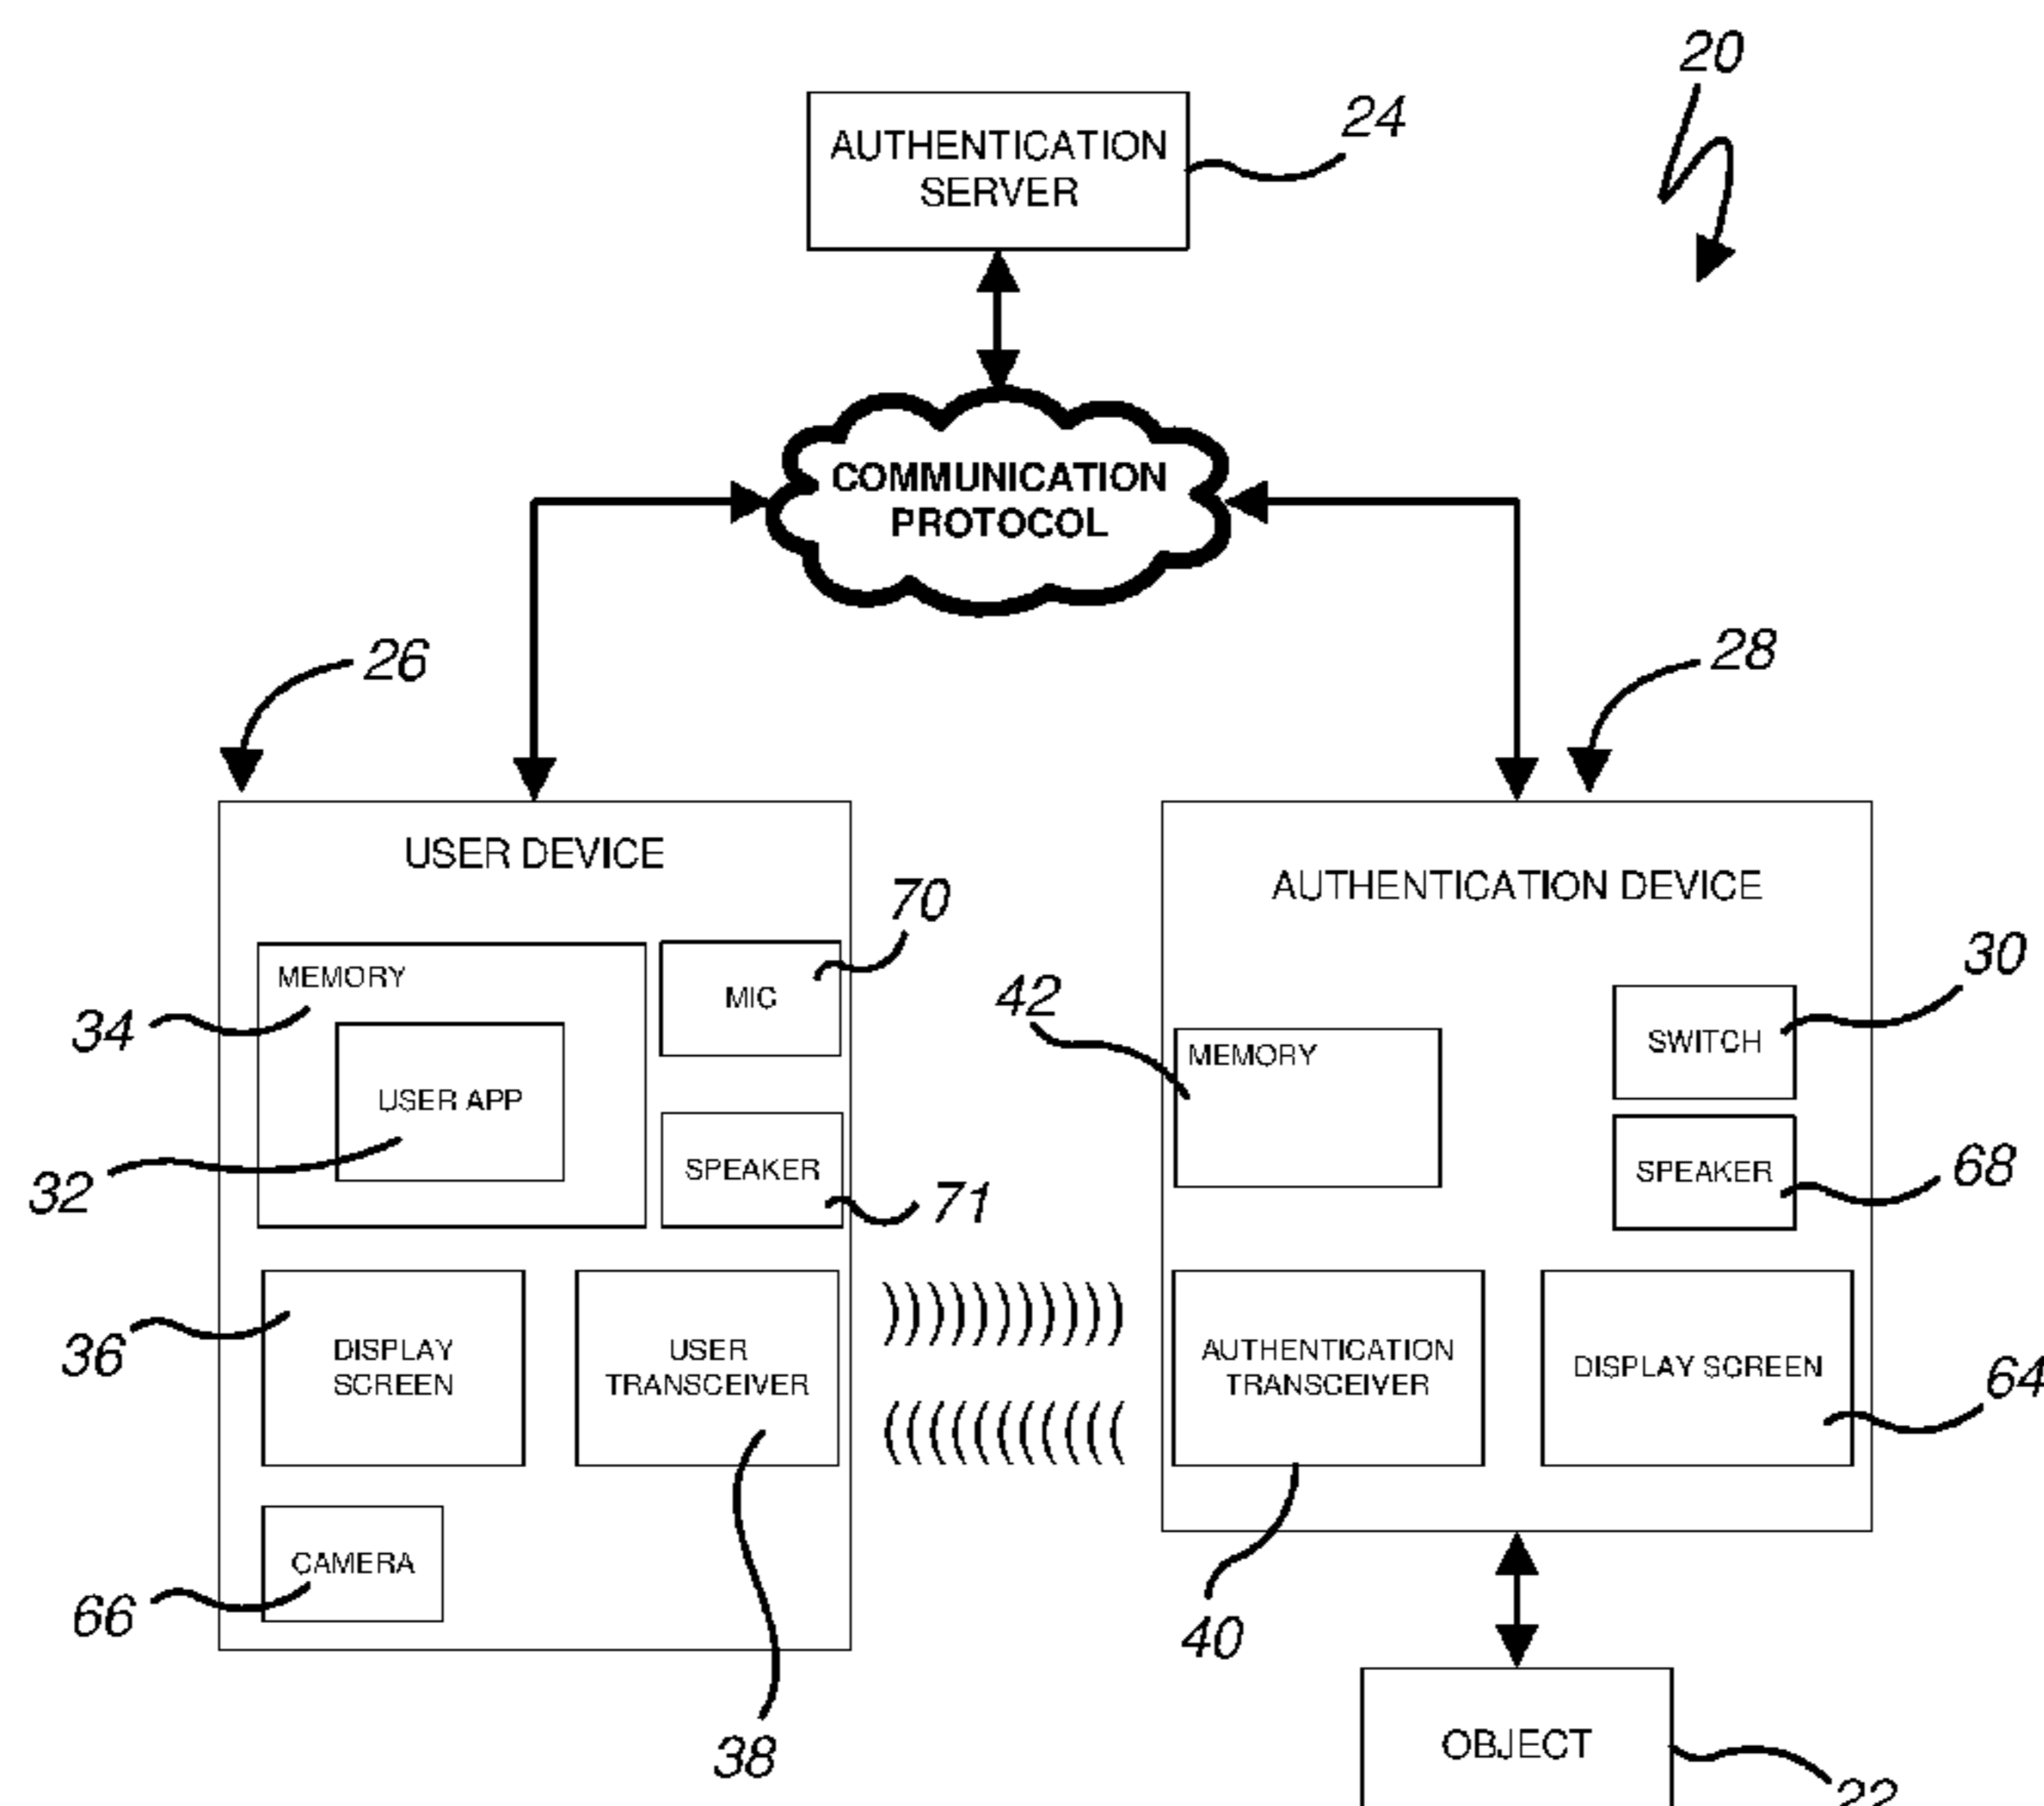 20
AUTHENTICATION
SERVER
24
COMMUNICATION
PROTOCOL
26
28
USER DEVICE
AUTHENTICATION DEVICE
70
30
MEMORY
MIC
42
34
MEMORY
SWITCH
USER APP
32
SPEAKER
71
SPEAKER
68
36
DISPLAY
SCREEN
USER
TRANSCEIVER
)))))))))))
(((((((((((
AUTHENTICATION
TRANSCEIVER
DISPLAY SCREEN
64
CAMERA
66
40
38
OBJECT
22